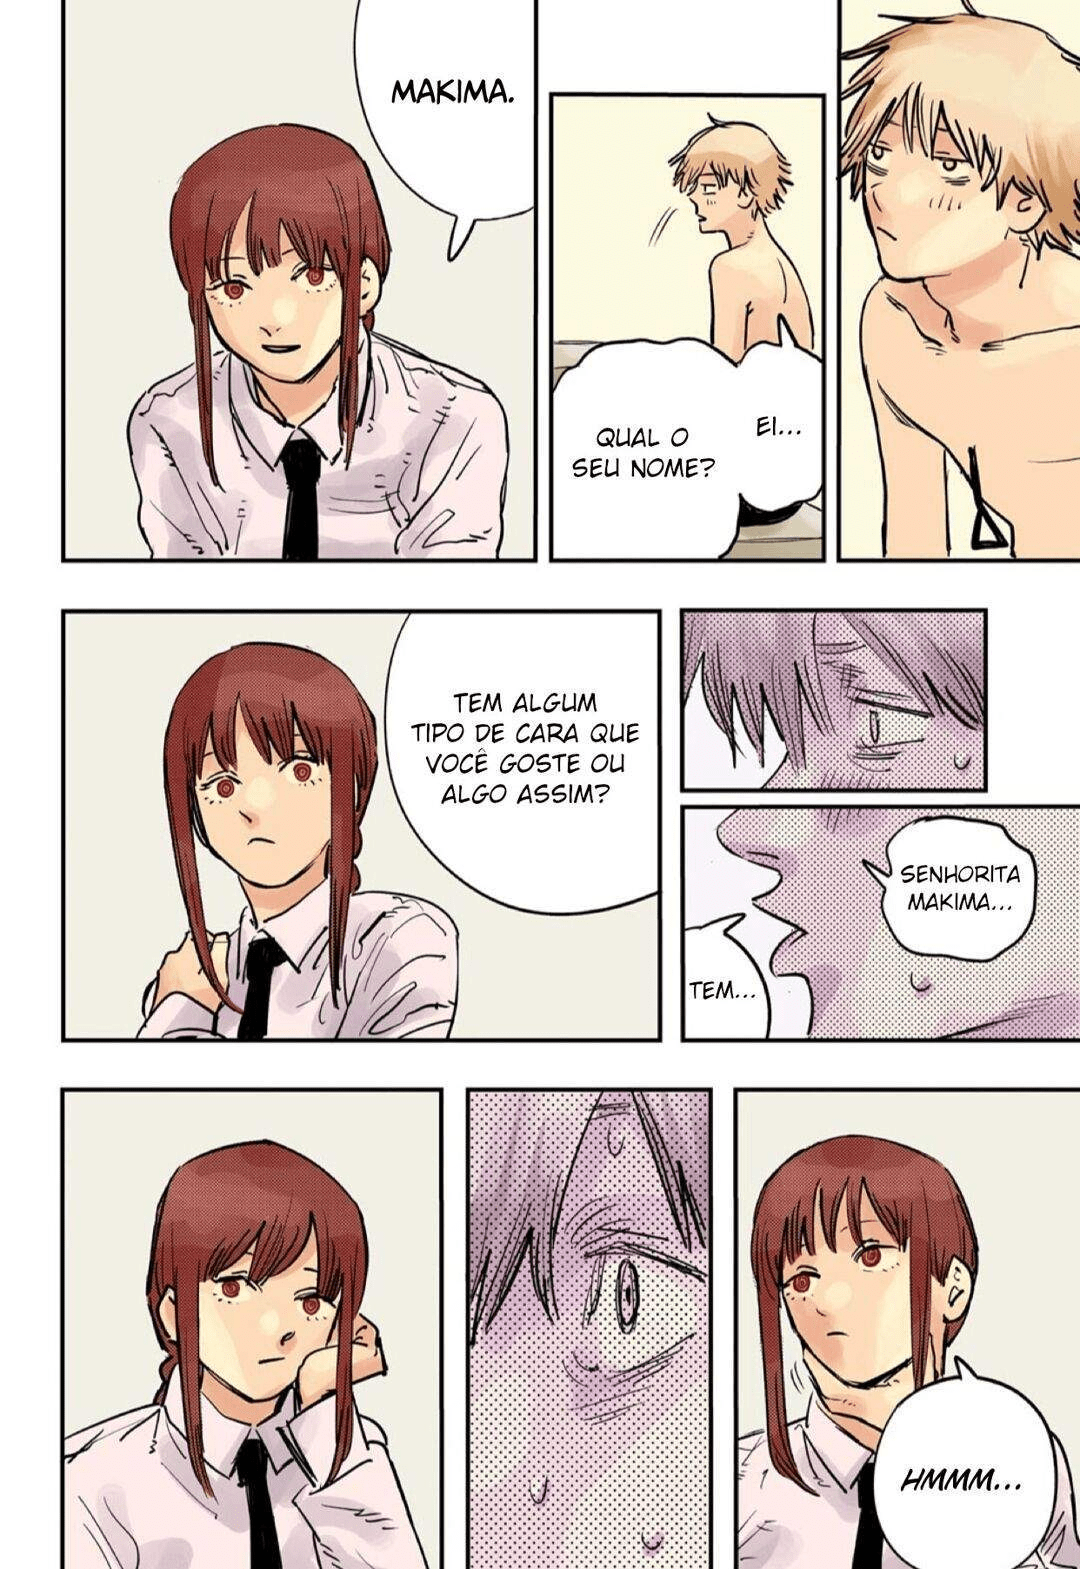 EI...
QUAL O
SEU NOME?
MAKIMA.
SENHORITA
MAKIMA...
TEM...
TEM ALGUM
TIPO DE CARA QUE
VOCÊ GOSTE OU
ALGO ASSIM?
HMMM...